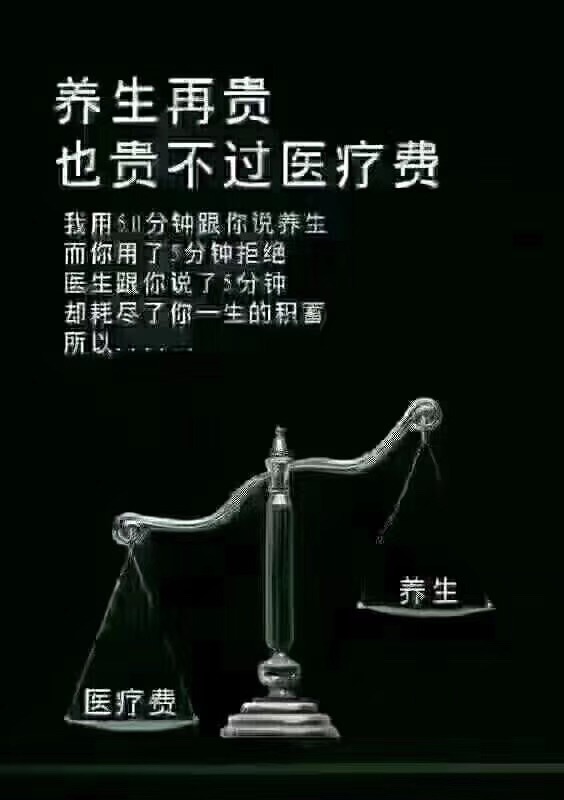 养生再贵
也贵不过医疗费
我用50分钟跟你说养生
而你用了5分钟拒绝
医生跟你说了5分钟
却耗尽了你一生的积蓄
所以......
养生
医疗费